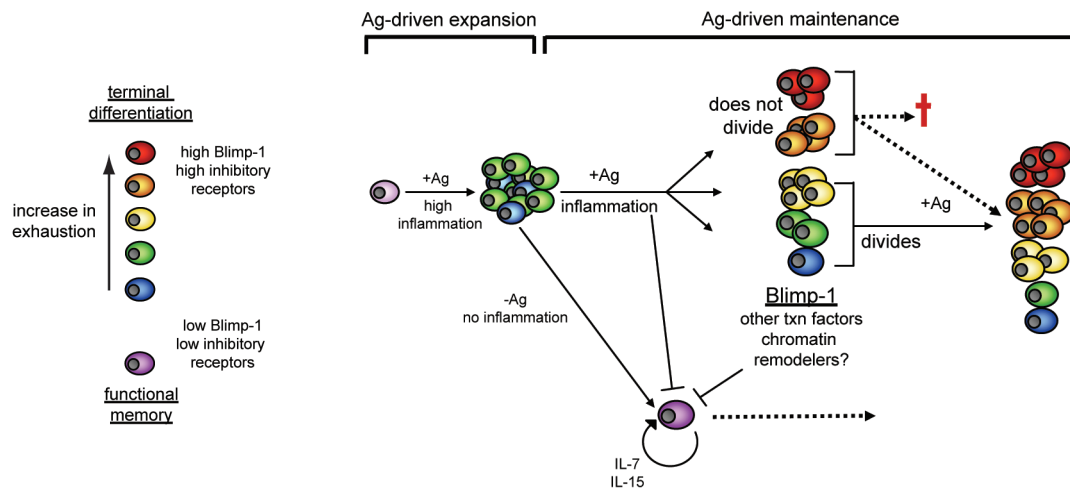 Ag-driven expansion
Ag-driven maintenance
terminal
differentiation
high Blimp-1
high inhibitory
receptors
increase in
exhaustion
low Blimp-1
low inhibitory
receptors
functional
memory
+Ag
high
inflammation
+Ag
inflammation
-Ag
no inflammation
does not
divide
divides
+Ag
Blimp-1
other txn factors
chromatin
remodelers?
IL-7
IL-15